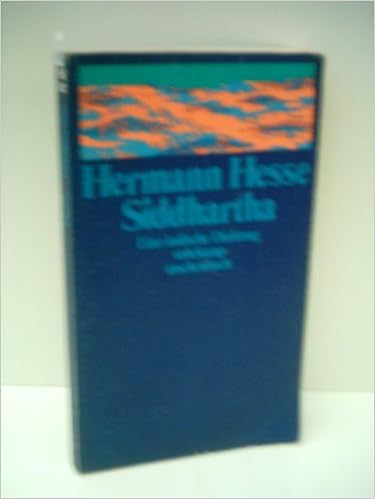 Hermann Hesse
Siddhartha
Eine indische Dichtung
suhrkamp
taschenbuch